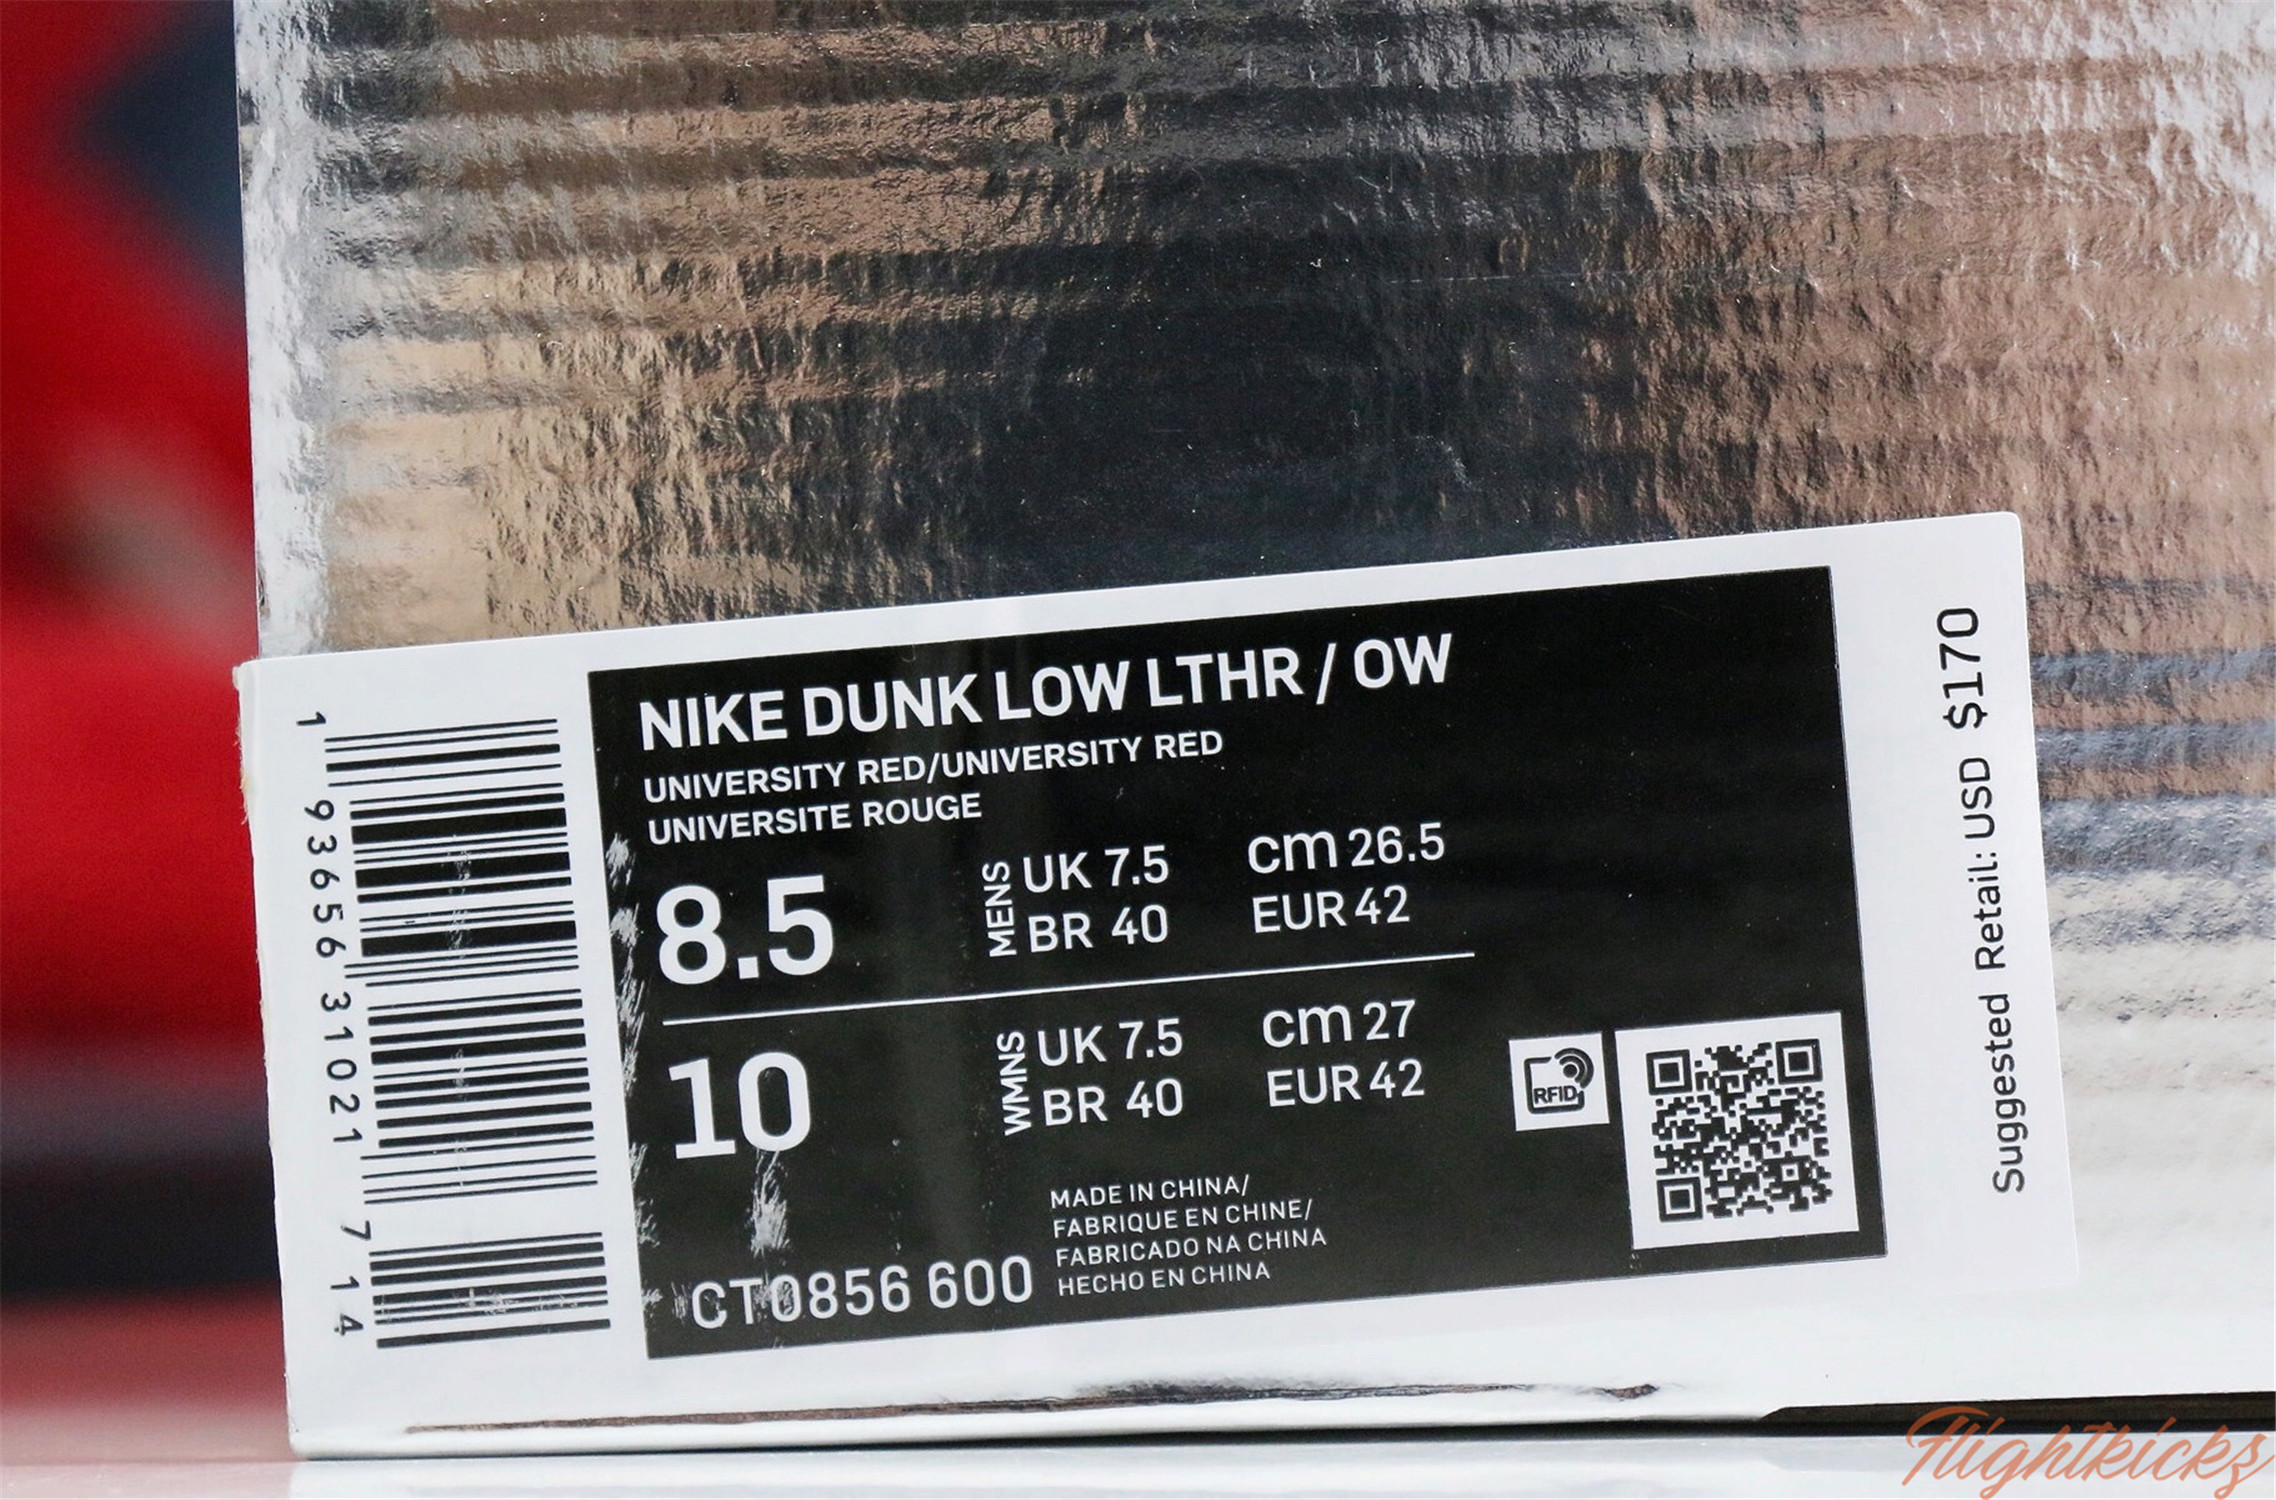 NIKE DUNK LOW LTHR / OW
UNIVERSITY RED/UNIVERSITY RED
UNIVERSITE ROUGE
8.5
MENS
UK 7.5
cm 26.5
BR 40
EUR 42
10
WMNS
UK 7.5
cm 27
BR 40
EUR 42
RFID
MADE IN CHINA/
FABRIQUE EN CHINE/
FABRICADO NA CHINA
HECHO EN CHINA
CT0856 600
1 93656 31021 7 14
Suggested Retail: USD $170
Flightkickz